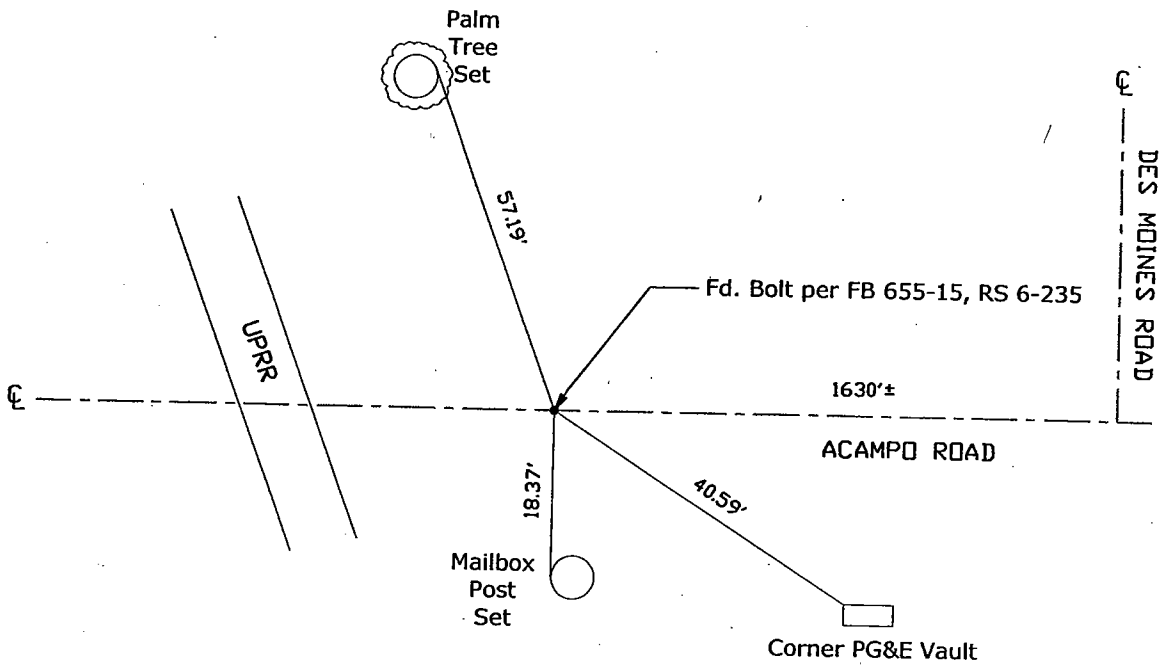 Palm
Tree
Set
℄
DES MOINES ROAD
57.19'
Fd. Bolt per FB 655-15, RS 6-235
UPRR
℄
1630'±
ACAMPO ROAD
18.37'
40.59'
Mailbox
Post
Set
Corner PG&E Vault